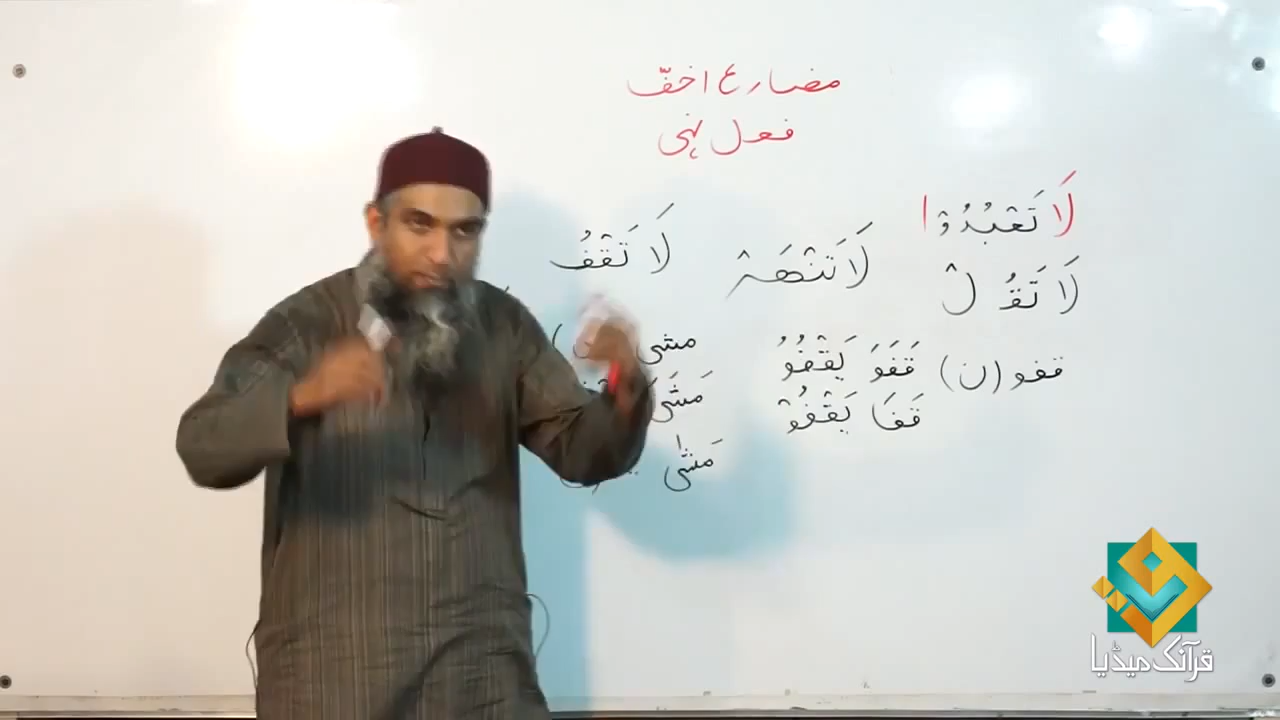 مضارع اخفّ
فعل نہی
لَا تَعْبُدُوْا
لَا تَقُلْ
لَا تَنْهَرْ
لَا تَقْفُ
قفو (ن)
قَفَوَ يَقْفُوُ
قَفَا يَقْفُوْ
مشی
مَشَیَ
مَشٰی
قرآنک میڈیا